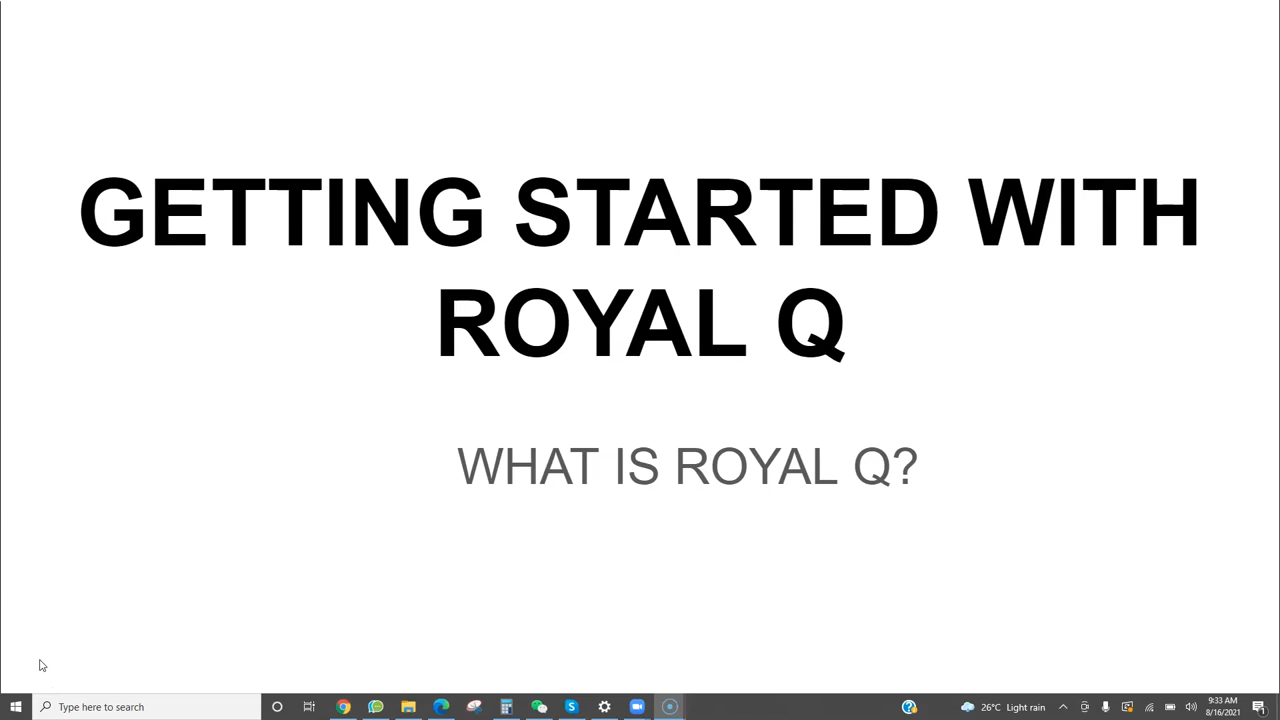 GETTING STARTED WITH
ROYAL Q
WHAT IS ROYAL Q?
Type here to search
26°C Light rain
9:33 AM
8/16/2021